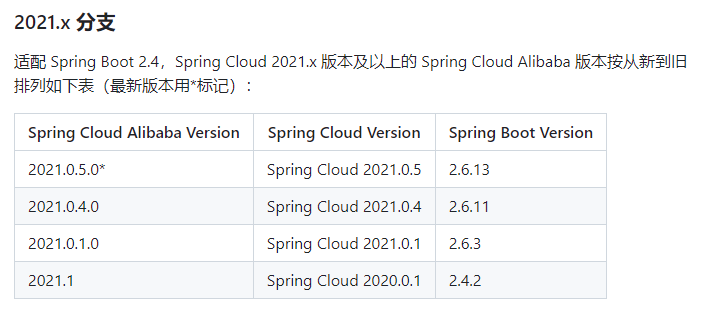 2021.x 分支
适配 Spring Boot 2.4，Spring Cloud 2021.x 版本及以上的 Spring Cloud Alibaba 版本按从新到旧
排列如下表（最新版本用*标记）：
Spring Cloud Alibaba Version Spring Cloud Version Spring Boot Version
2021.0.5.0* Spring Cloud 2021.0.5 2.6.13
2021.0.4.0 Spring Cloud 2021.0.4 2.6.11
2021.0.1.0 Spring Cloud 2021.0.1 2.6.3
2021.1 Spring Cloud 2020.0.1 2.4.2